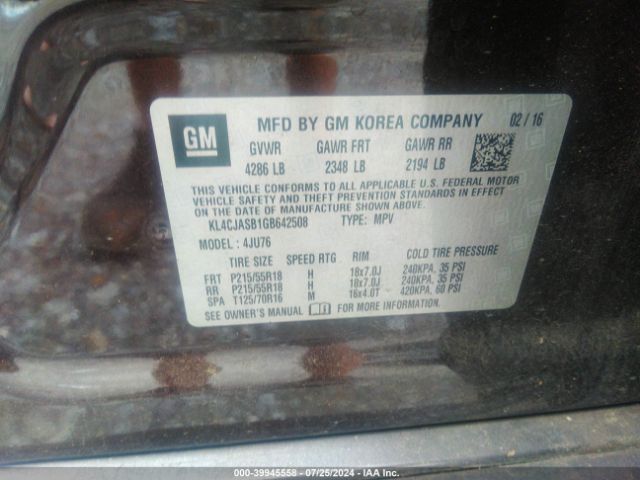 GM
MFD BY GM KOREA COMPANY 02/16
GVWR GAWR FRT GAWR RR
4286 LB 2348 LB 2194 LB
THIS VEHICLE CONFORMS TO ALL APPLICABLE U.S. FEDERAL MOTOR
VEHICLE SAFETY AND THEFT PREVENTION STANDARDS IN EFFECT
ON THE DATE OF MANUFACTURE SHOWN ABOVE.
KL4CJASB1GB642508 TYPE: MPV
MODEL : 4JU76
TIRE SIZE SPEED RTG RIM COLD TIRE PRESSURE
FRT P215/55R18 H 18x7.0J 240KPA, 35 PSI
RR P215/55R18 H 18x7.0J 240KPA, 35 PSI
SPA T125/70R16 M 16x4.0T 420KPA, 60 PSI
SEE OWNER'S MANUAL FOR MORE INFORMATION.
000-39945558 - 07/25/2024 - IAA Inc.